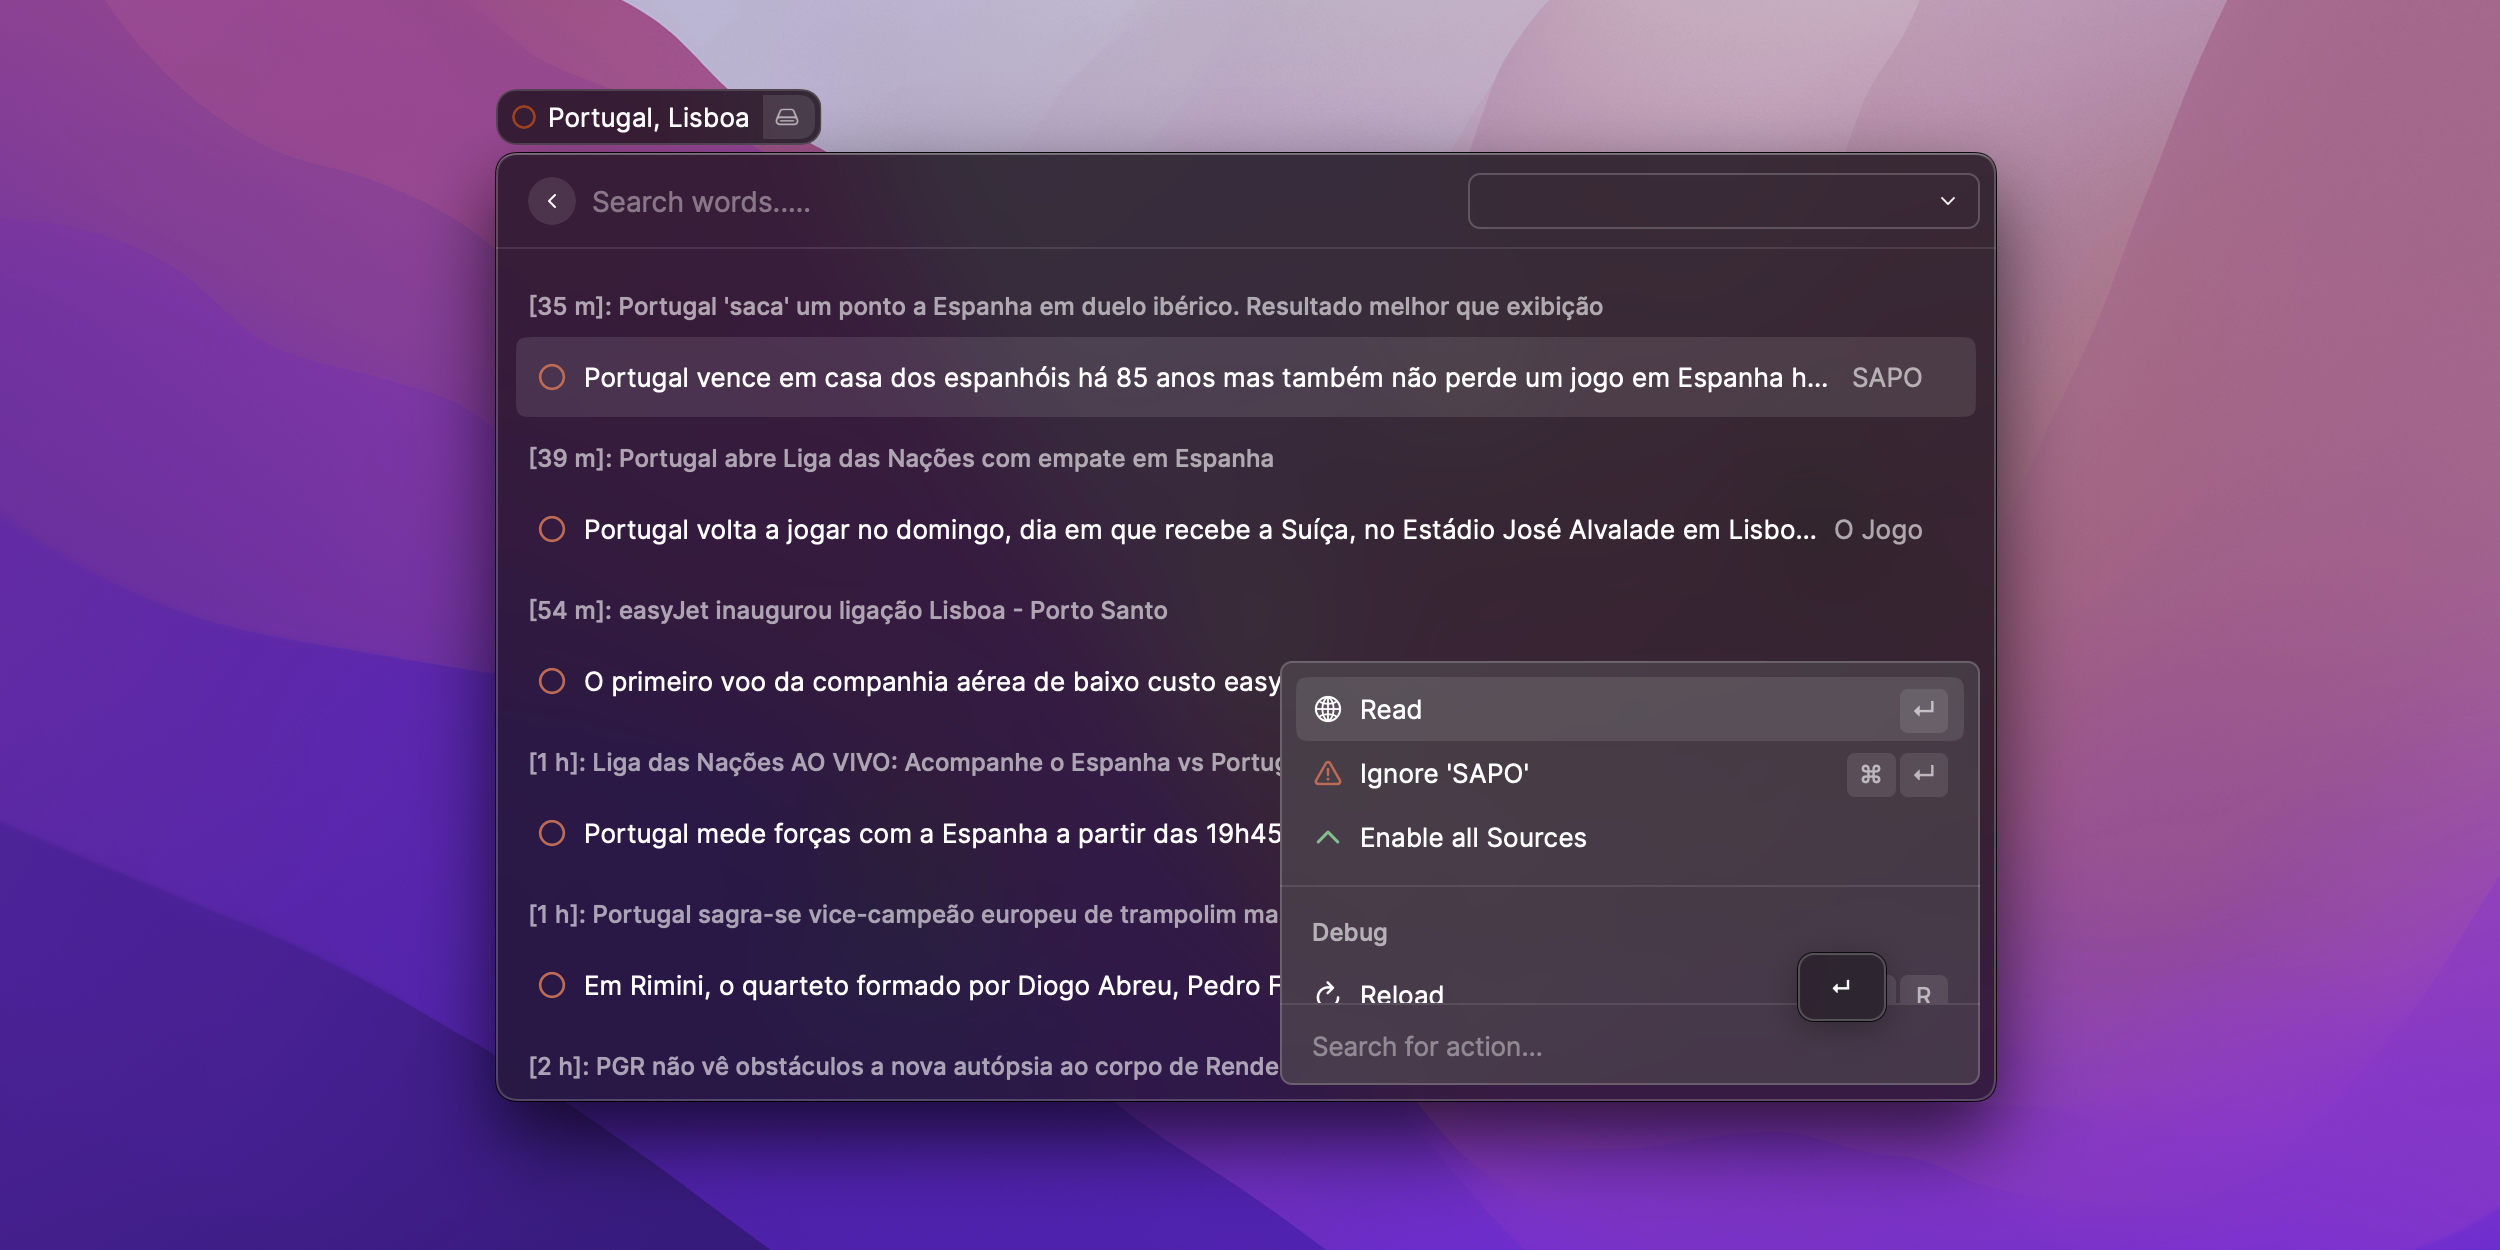 Portugal, Lisboa
Search words.....
[35 m]: Portugal 'saca' um ponto a Espanha em duelo ibérico. Resultado melhor que exibição
Portugal vence em casa dos espanhóis há 85 anos mas também não perde um jogo em Espanha h... SAPO
[39 m]: Portugal abre Liga das Nações com empate em Espanha
Portugal volta a jogar no domingo, dia em que recebe a Suíça, no Estádio José Alvalade em Lisbo... O Jogo
[54 m]: easyJet inaugurou ligação Lisboa - Porto Santo
O primeiro voo da companhia aérea de baixo custo easy
[1 h]: Liga das Nações AO VIVO: Acompanhe o Espanha vs Portug
Portugal mede forças com a Espanha a partir das 19h45
[1 h]: Portugal sagra-se vice-campeão europeu de trampolim ma
Em Rimini, o quarteto formado por Diogo Abreu, Pedro F
[2 h]: PGR não vê obstáculos a nova autópsia ao corpo de Rende
Read ↵
Ignore 'SAPO' ⌘ ↵
Enable all Sources
Debug
Reload R
↵
Search for action...